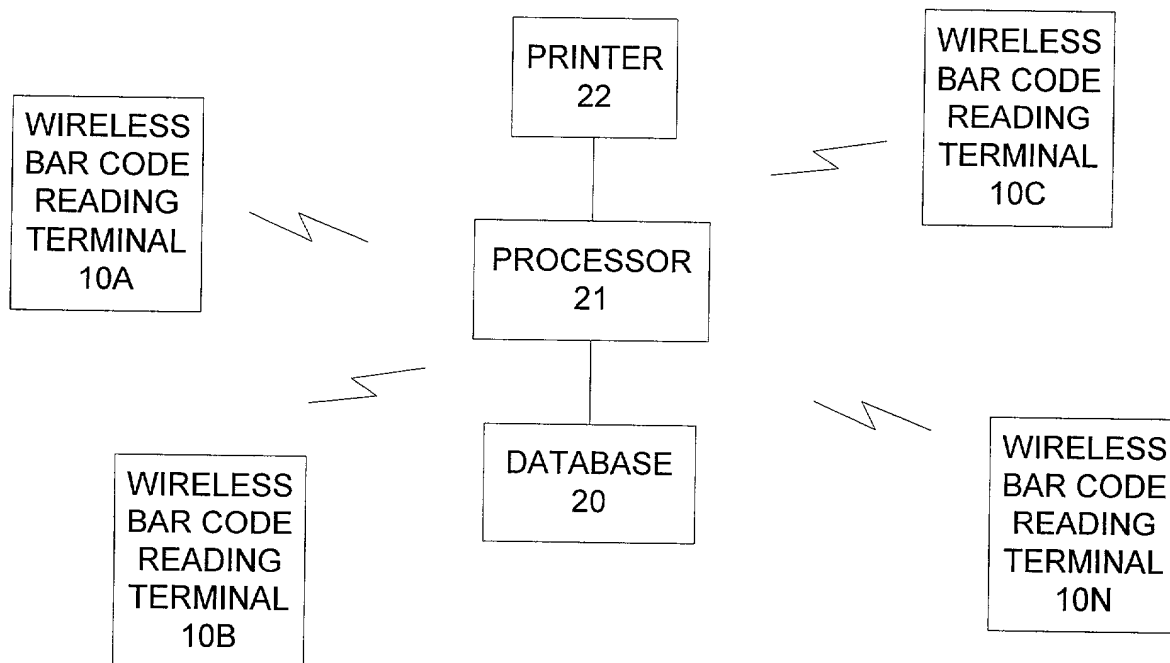 PRINTER
22
WIRELESS
BAR CODE
READING
TERMINAL
10C
WIRELESS
BAR CODE
READING
TERMINAL
10A
PROCESSOR
21
DATABASE
20
WIRELESS
BAR CODE
READING
TERMINAL
10B
WIRELESS
BAR CODE
READING
TERMINAL
10N